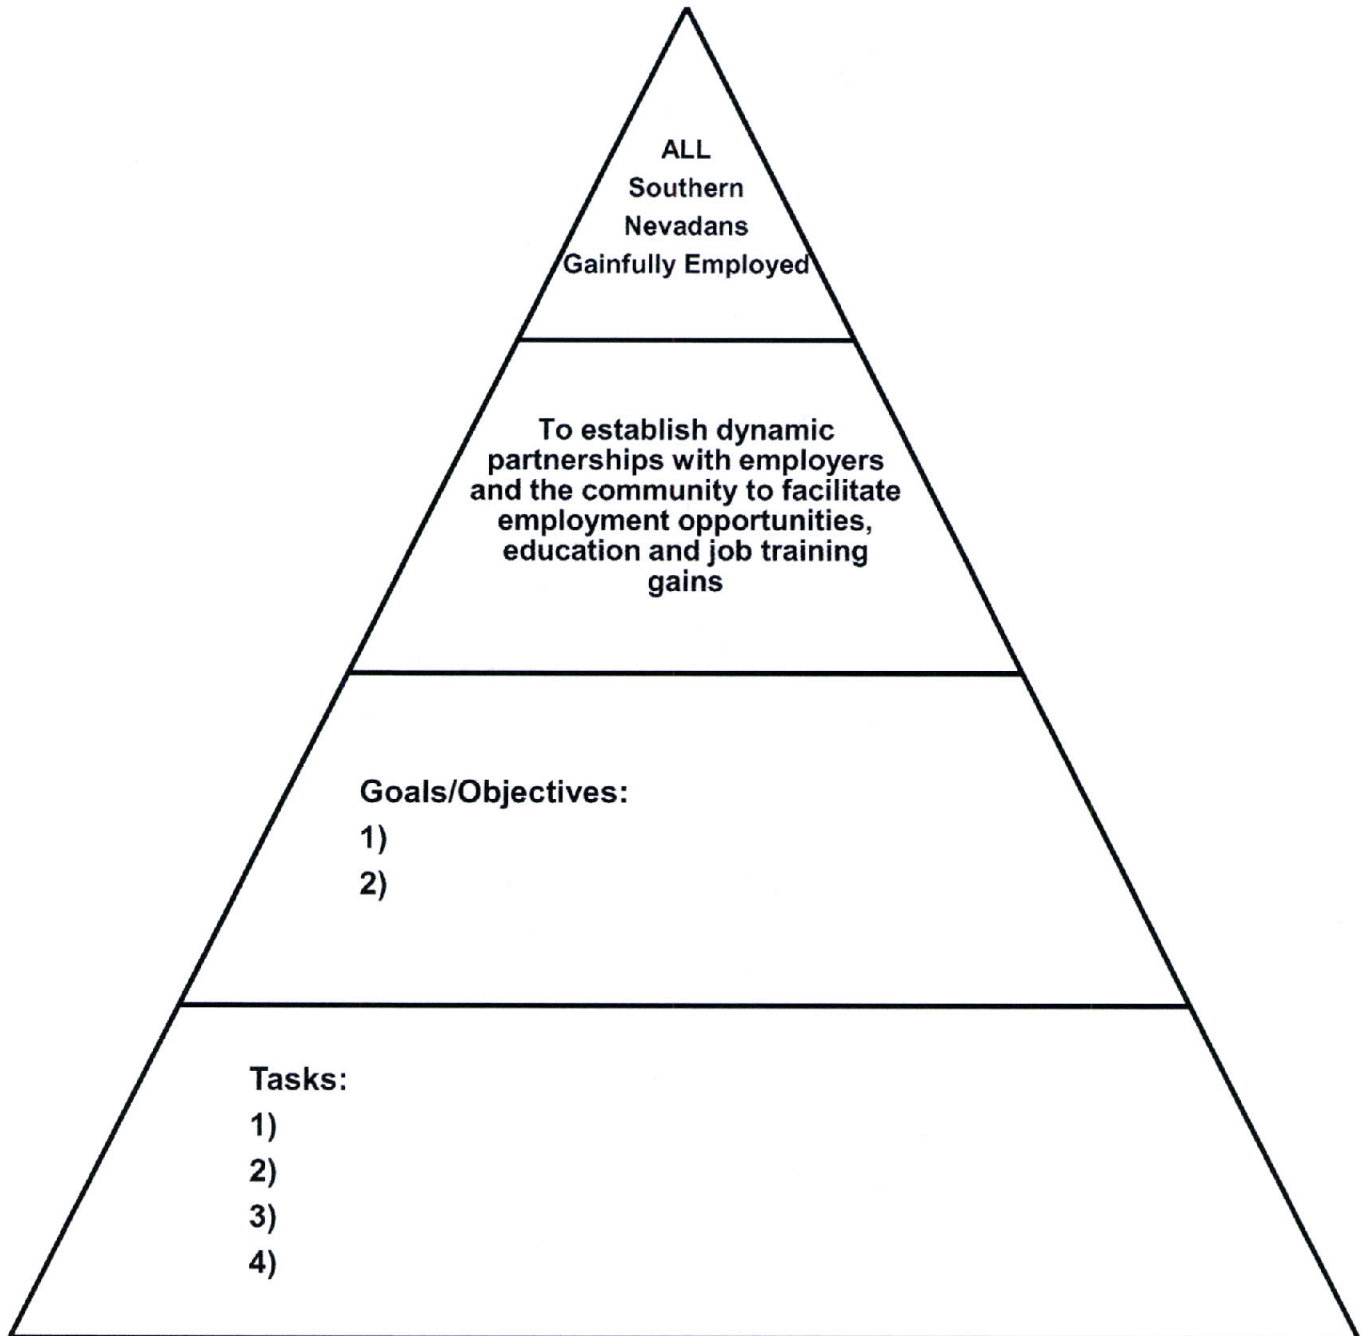 ALL
Southern
Nevadans
Gainfully Employed
To establish dynamic
partnerships with employers
and the community to facilitate
employment opportunities,
education and job training
gains
Goals/Objectives:
1)
2)
Tasks:
1)
2)
3)
4)